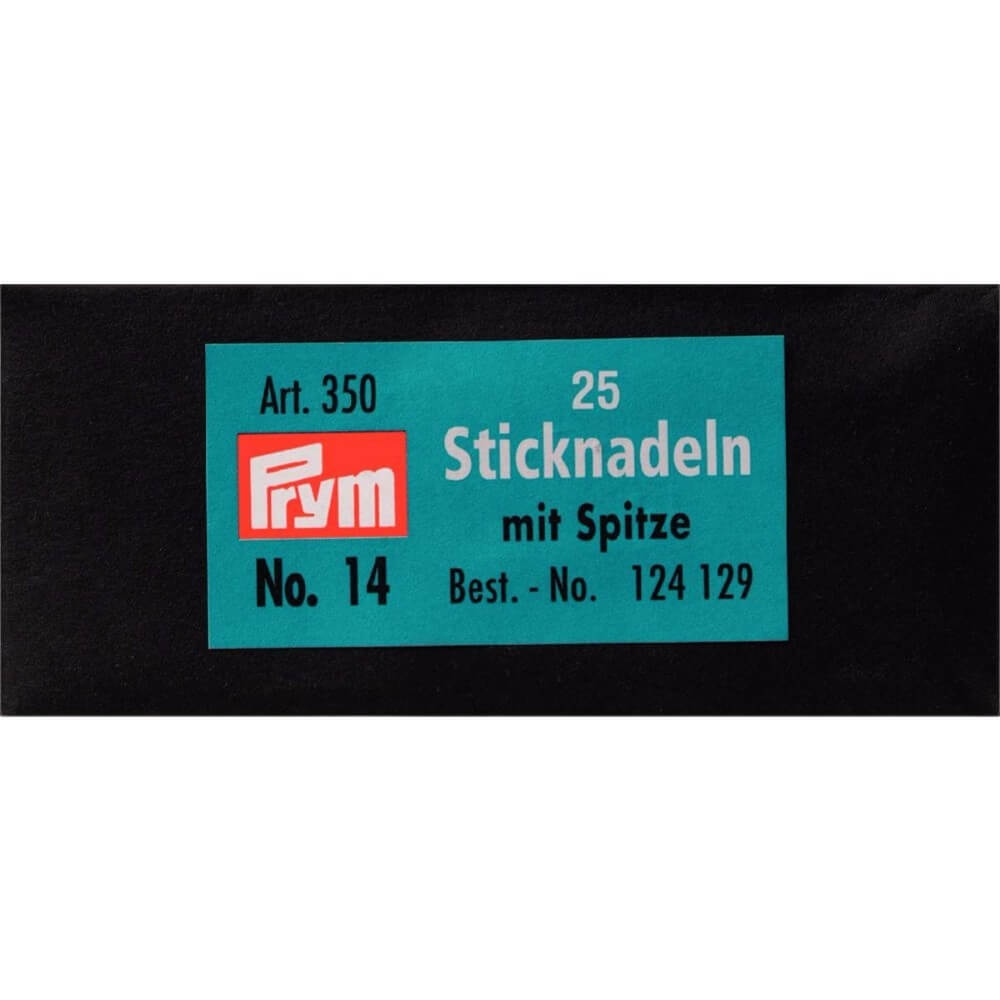 Art. 350
Prym
No. 14
25
Sticknadeln
mit Spitze
Best. - No. 124 129